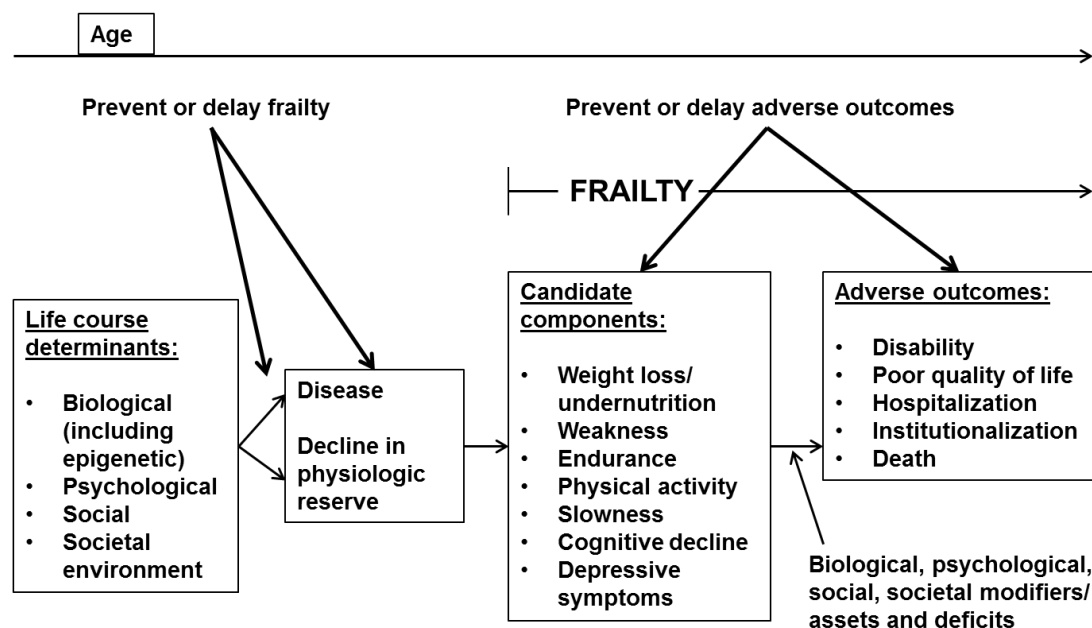 Age
Prevent or delay frailty
Prevent or delay adverse outcomes
FRAILTY
Life course
determinants:
• Biological
(including
epigenetic)
• Psychological
• Social
• Societal
environment
Disease
Decline in
physiologic
reserve
Candidate
components:
• Weight loss/
undernutrition
• Weakness
• Endurance
• Physical activity
• Slowness
• Cognitive decline
• Depressive
symptoms
Adverse outcomes:
• Disability
• Poor quality of life
• Hospitalization
• Institutionalization
• Death
Biological, psychological,
social, societal modifiers/
assets and deficits